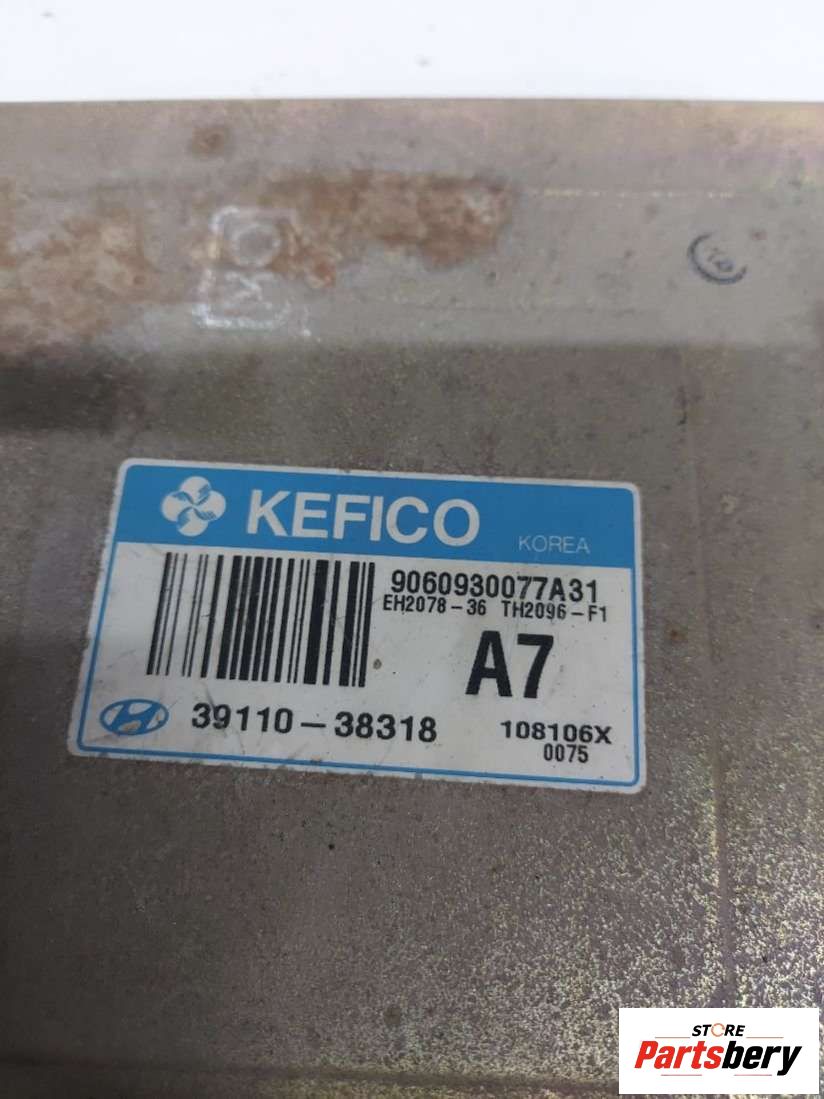 KEFICO
KOREA
9060930077A31
EH2078-36 TH2096-F1
A7
39110-38318
108106X
0075
STORE
Partsbery